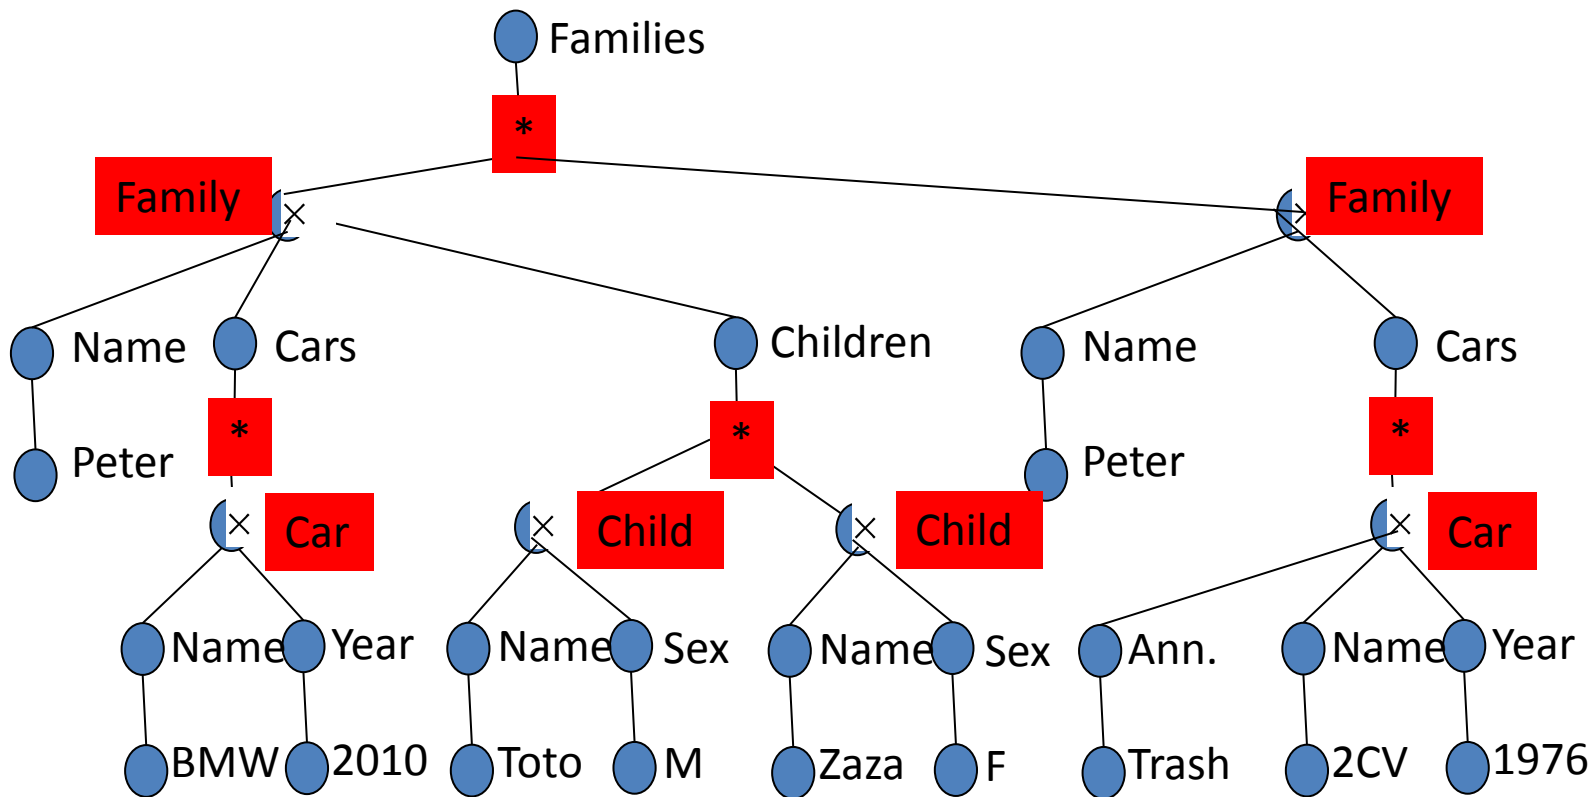 Families
*
Family
Family
Name
Cars
Children
Name
Cars
*
*
*
Peter
Peter
Car
Child
Child
Car
Name
Year
Name
Sex
Name
Sex
Ann.
Name
Year
BMW
2010
Toto
M
Zaza
F
Trash
2CV
1976